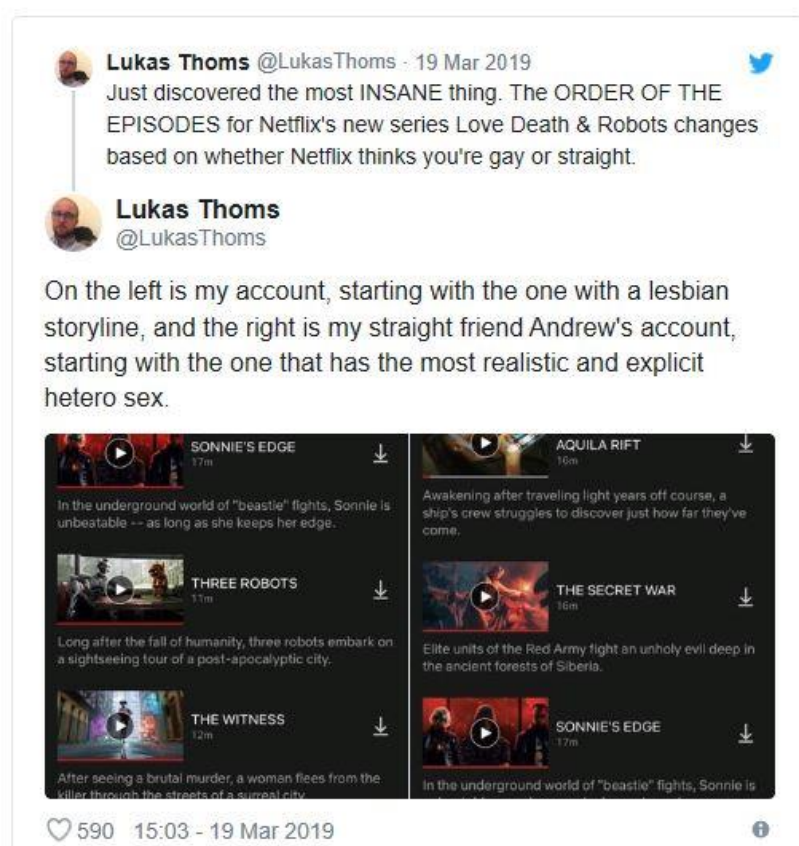 Lukas Thoms @LukasThoms · 19 Mar 2019
Just discovered the most INSANE thing. The ORDER OF THE
EPISODES for Netflix's new series Love Death & Robots changes
based on whether Netflix thinks you're gay or straight.
Lukas Thoms
@LukasThoms
On the left is my account, starting with the one with a lesbian
storyline, and the right is my straight friend Andrew's account,
starting with the one that has the most realistic and explicit
hetero sex.
SONNIE'S EDGE
17m
In the underground world of "beastie" fights, Sonnie is
unbeatable -- as long as she keeps her edge.
THREE ROBOTS
11m
Long after the fall of humanity, three robots embark on
a sightseeing tour of a post-apocalyptic city.
THE WITNESS
12m
After seeing a brutal murder, a woman flees from the
killer through the streets of a surreal city.
AQUILA RIFT
16m
Awakening after traveling light years off course, a
ship's crew struggles to discover just how far they've
come.
THE SECRET WAR
16m
Elite units of the Red Army fight an unholy evil deep in
the ancient forests of Siberia.
SONNIE'S EDGE
17m
In the underground world of "beastie" fights, Sonnie is
590 15:03 - 19 Mar 2019